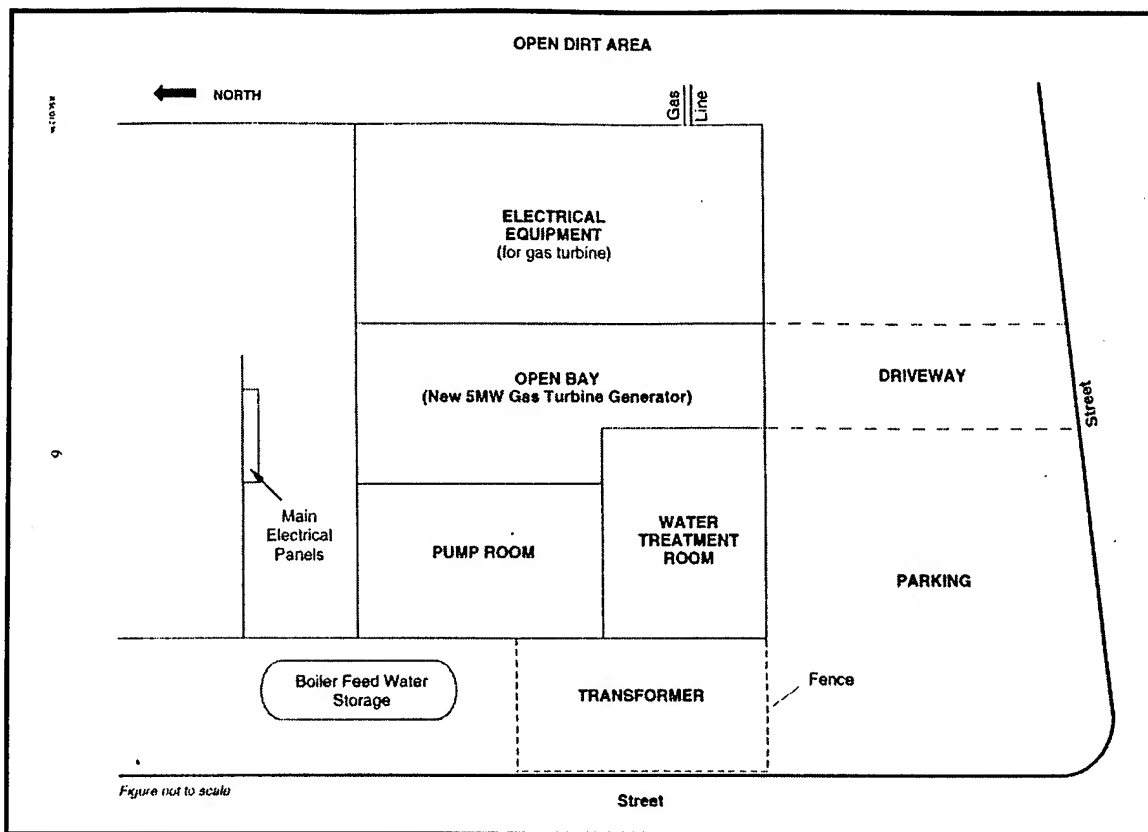 OPEN DIRT AREA
NORTH
Gas
Line
ELECTRICAL
EQUIPMENT
(for gas turbine)
OPEN BAY
(New 5MW Gas Turbine Generator)
DRIVEWAY
Street
Main
Electrical
Panels
PUMP ROOM
WATER
TREATMENT
ROOM
PARKING
Boiler Feed Water
Storage
TRANSFORMER
Fence
Figure not to scale
Street